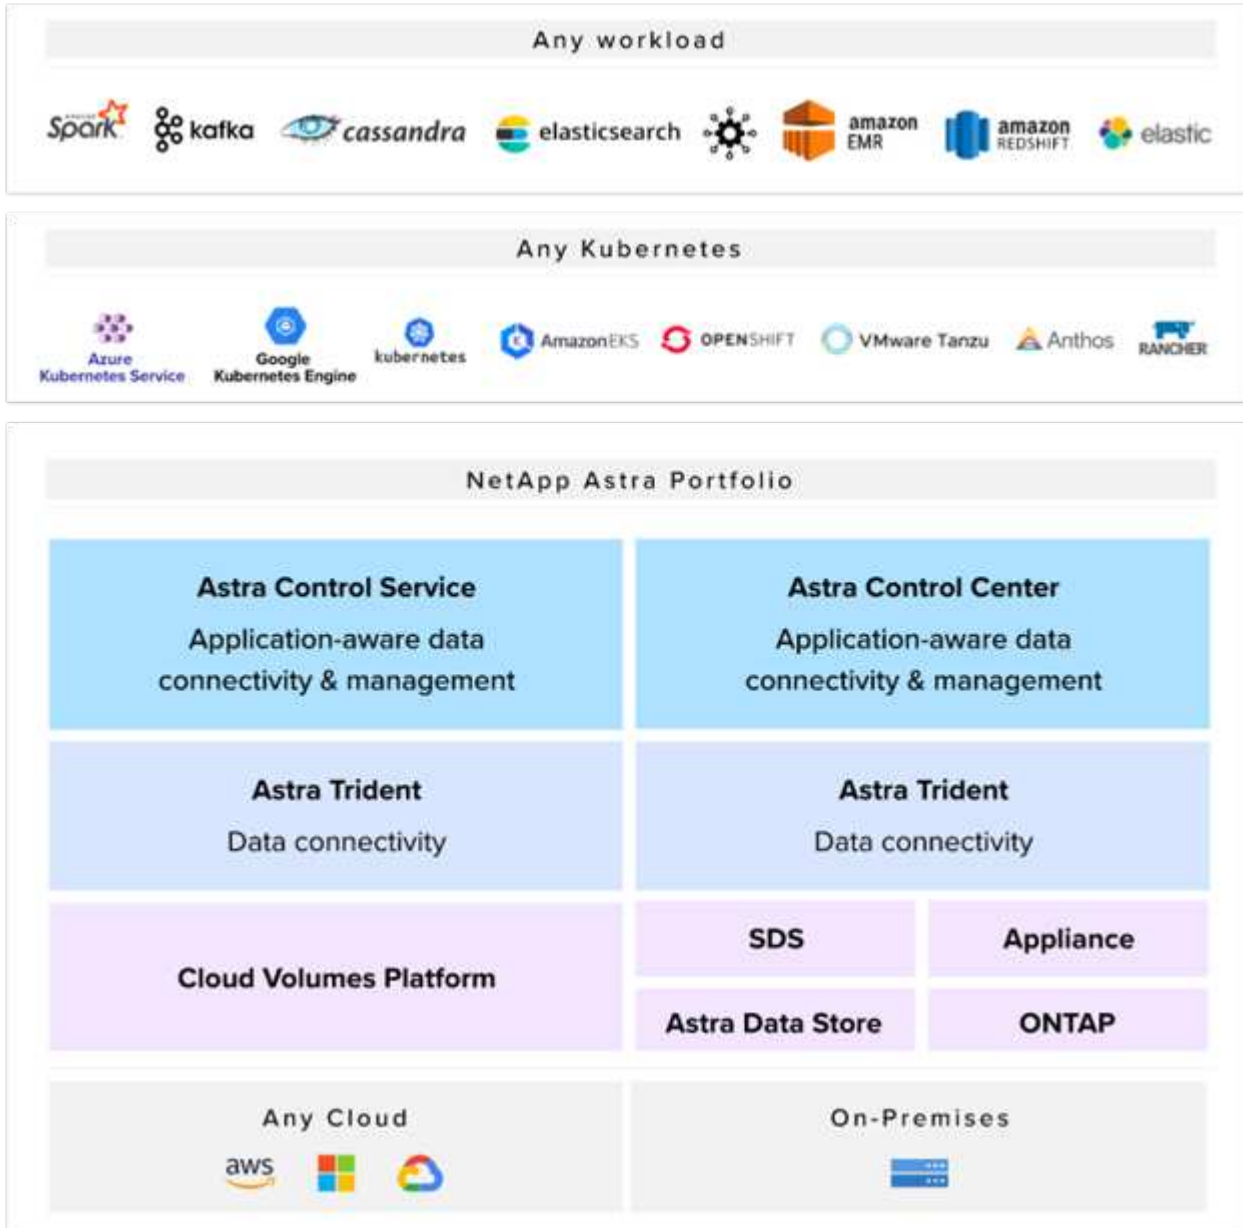 Any workload
Spark kafka cassandra elasticsearch amazon EMR amazon REDSHIFT elastic
Any Kubernetes
Azure Kubernetes Service Google Kubernetes Engine kubernetes Amazon EKS OPENSHIFT VMware Tanzu Anthos RANCHER
NetApp Astra Portfolio
Astra Control Service
Application-aware data
connectivity & management
Astra Control Center
Application-aware data
connectivity & management
Astra Trident
Data connectivity
Astra Trident
Data connectivity
Cloud Volumes Platform
SDS
Appliance
Astra Data Store
ONTAP
Any Cloud
aws
On-Premises